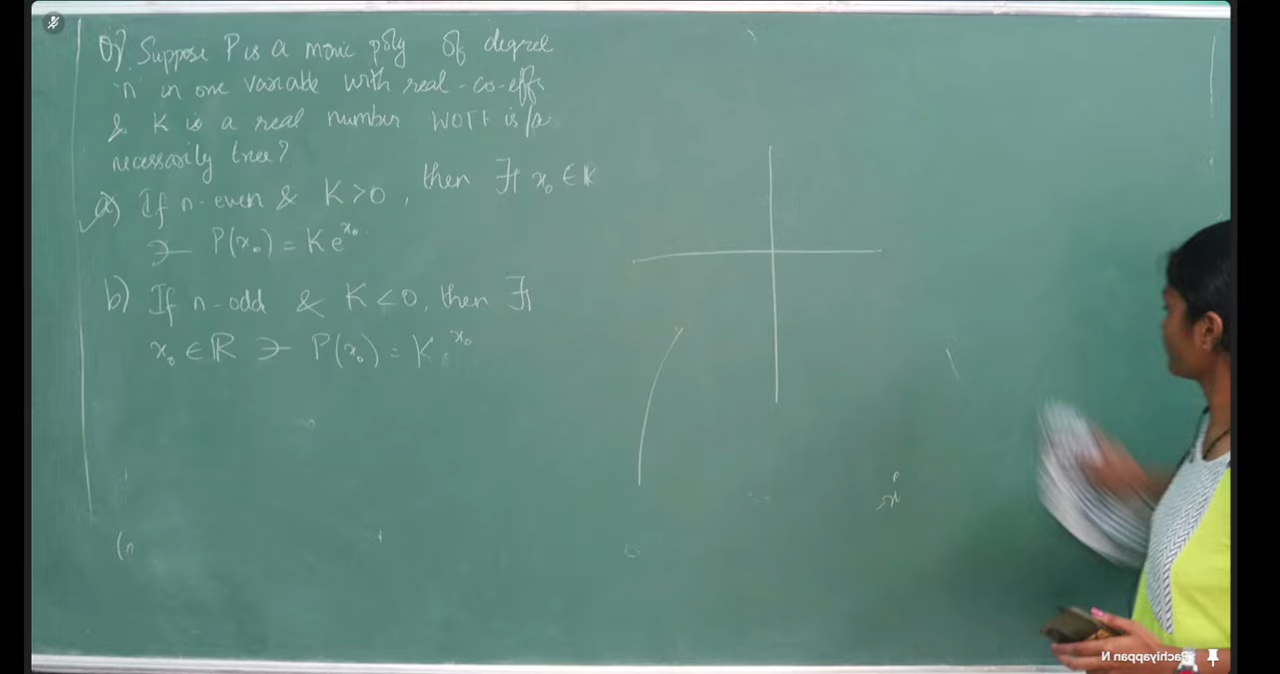 Q) Suppose P is a monic poly of degree
'n' in one variable with real-co-effs
& K is a real number WOTF is/a
necessarily true?
a) If n-even & K>0, then ∃ x₀ ∈ R
∋ P(x₀) = K e^x₀.
b) If n-odd & K<0, then ∃
x₀ ∈ ℝ ∋ P(x₀) = K e^x₀
(n
Pachiyappan N